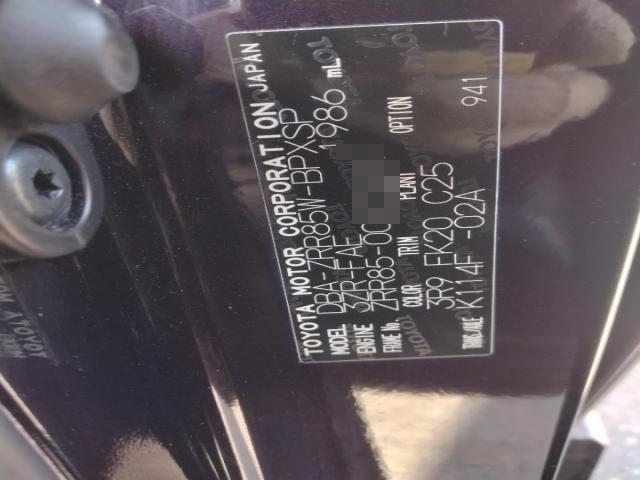 TOYOTA MOTOR CORPORATION JAPAN
MODEL DBA-ZRR85W-BPXSP
ENGINE 3ZR-FAE 1986 mL
FRAME No. ZRR85-00
COLOR TRIM PLANT OPTION
3R9 FK20 C25
TRANS/AXLE K114F -02A 941